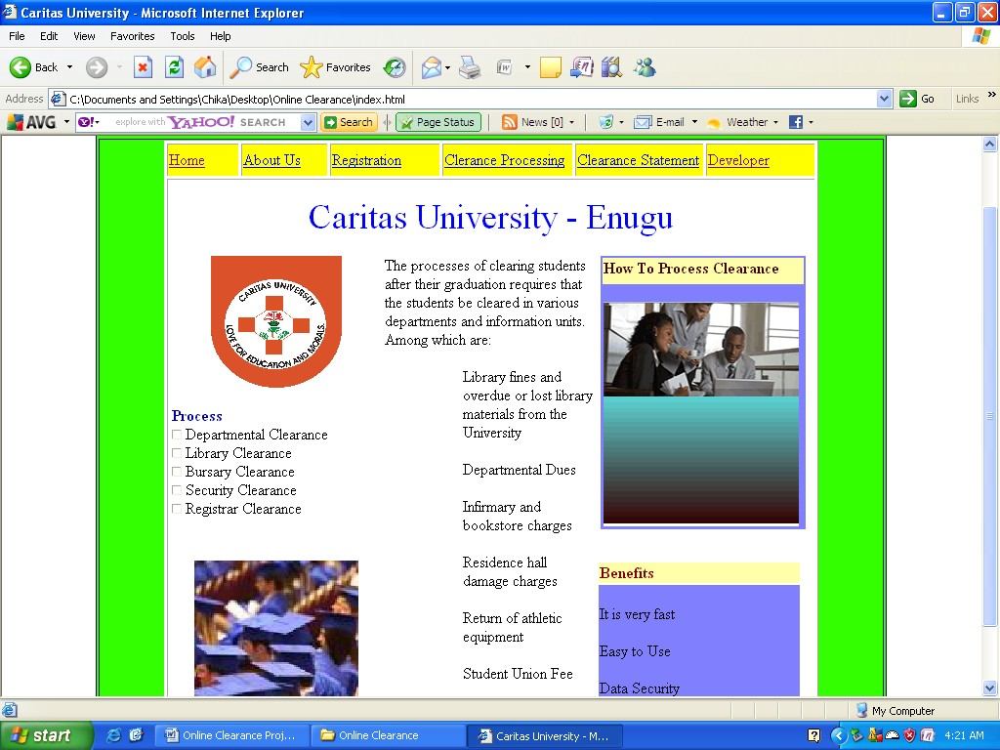 Caritas University - Microsoft Internet Explorer
File Edit View Favorites Tools Help
Back Search Favorites
Address C:\Documents and Settings\Chika\Desktop\Online Clearance\index.html Go Links »
AVG Y! explore with YAHOO! SEARCH Search Page Status News [0] E-mail Weather
Home About Us Registration Clerance Processing Clearance Statement Developer
Caritas University - Enugu
CARITAS UNIVERSITY
LOVE FOR EDUCATION AND MORALS.
Process
Departmental Clearance
Library Clearance
Bursary Clearance
Security Clearance
Registrar Clearance
The processes of clearing students
after their graduation requires that
the students be cleared in various
departments and information units.
Among which are:
Library fines and
overdue or lost library
materials from the
University
Departmental Dues
Infirmary and
bookstore charges
Residence hall
damage charges
Return of athletic
equipment
Student Union Fee
How To Process Clearance
Benefits
It is very fast
Easy to Use
Data Security
My Computer
start Online Clearance Proj... Online Clearance Caritas University - M... 4:21 AM